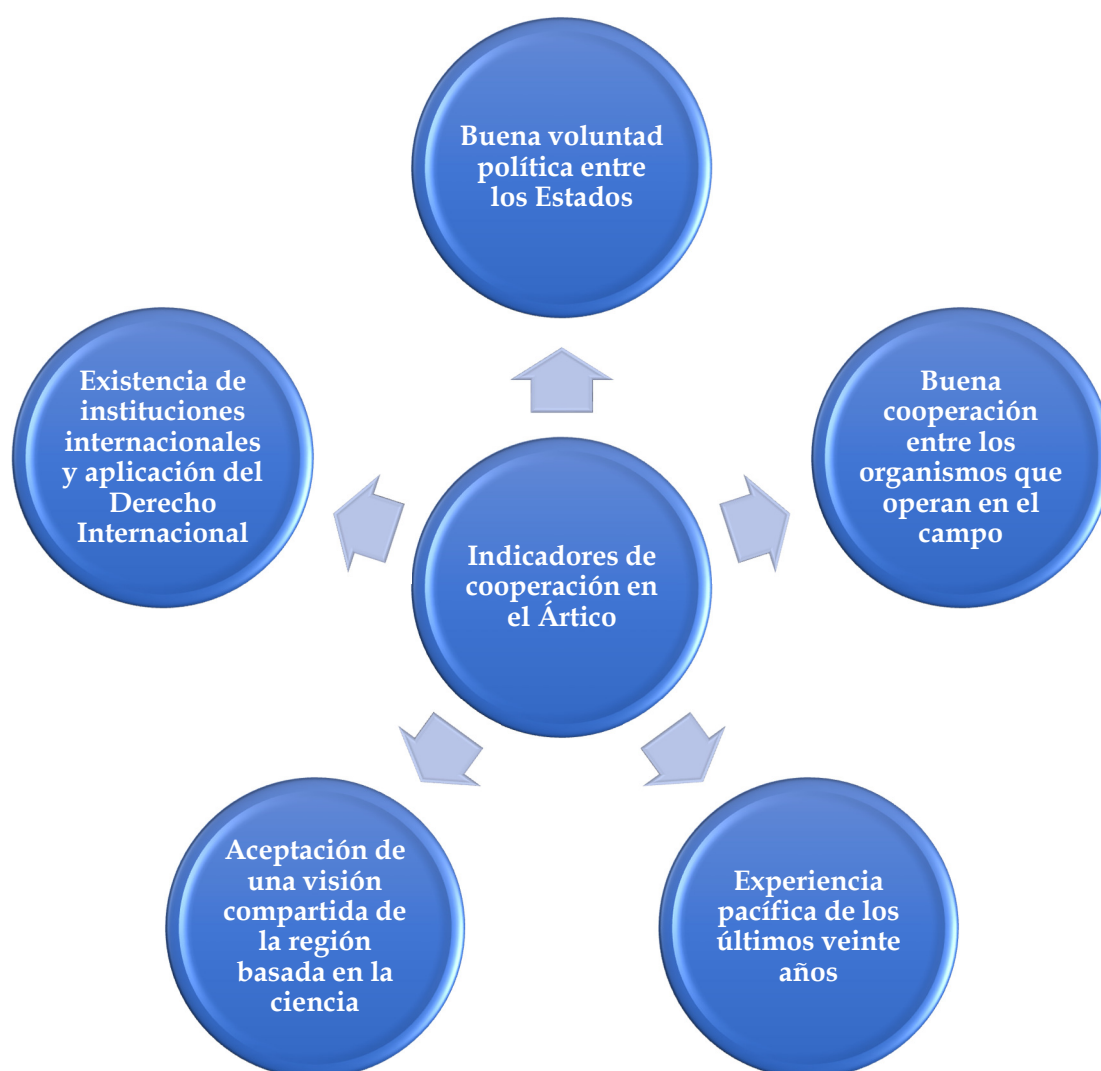 Buena voluntad
política entre
los Estados
Existencia de
instituciones
internacionales
y aplicación del
Derecho
Internacional
Buena
cooperación
entre los
organismos que
operan en el
campo
Indicadores de
cooperación en
el Ártico
Aceptación de
una visión
compartida de
la región
basada en la
ciencia
Experiencia
pacífica de los
últimos veinte
años